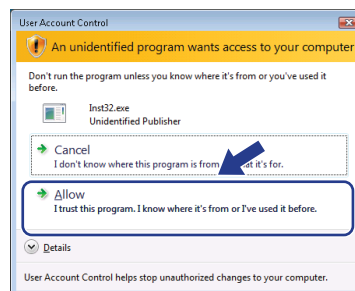 User Account Control
An unidentified program wants access to your computer
Don't run the program unless you know where it's from or you've used it
before.
Inst32.exe
Unidentified Publisher
Cancel
I don't know where this program is from at it's for.
Allow
I trust this program. I know where it's from or I've used it before.
Details
User Account Control helps stop unauthorized changes to your computer.